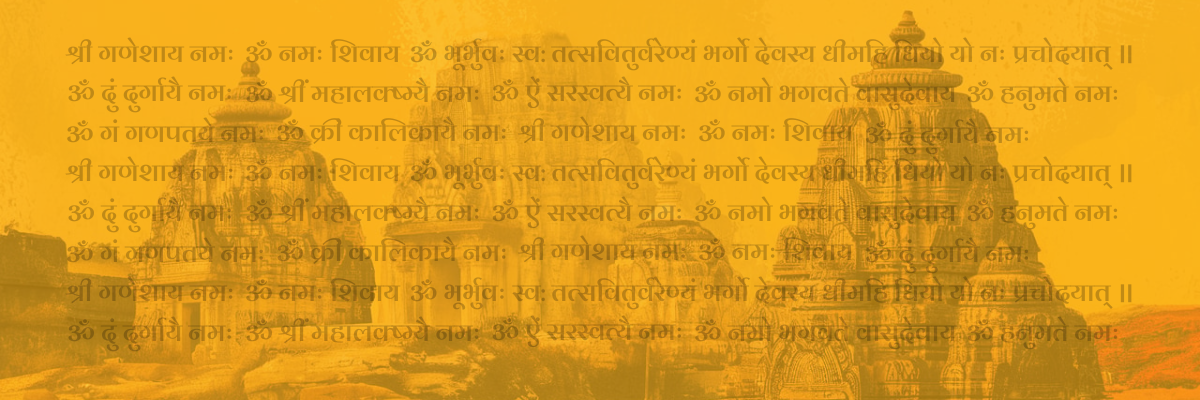 श्री गणेशाय नमः ॐ नमः शिवाय ॐ भूर्भुवः स्वः तत्सवितुर्वरेण्यं भर्गो देवस्य धीमहि धियो यो नः प्रचोदयात् ॥
ॐ दुं दुर्गायै नमः ॐ श्रीं महालक्ष्म्यै नमः ॐ ऐं सरस्वत्यै नमः ॐ नमो भगवते वासुदेवाय ॐ हनुमते नमः
ॐ गं गणपतये नमः ॐ क्रीं कालिकायै नमः श्री गणेशाय नमः ॐ नमः शिवाय ॐ दुं दुर्गायै नमः
श्री गणेशाय नमः ॐ नमः शिवाय ॐ भूर्भुवः स्वः तत्सवितुर्वरेण्यं भर्गो देवस्य धीमहि धियो यो नः प्रचोदयात् ॥
ॐ दुं दुर्गायै नमः ॐ श्रीं महालक्ष्म्यै नमः ॐ ऐं सरस्वत्यै नमः ॐ नमो भगवते वासुदेवाय ॐ हनुमते नमः
ॐ गं गणपतये नमः ॐ क्रीं कालिकायै नमः श्री गणेशाय नमः ॐ नमः शिवाय ॐ दुं दुर्गायै नमः
श्री गणेशाय नमः ॐ नमः शिवाय ॐ भूर्भुवः स्वः तत्सवितुर्वरेण्यं भर्गो देवस्य धीमहि धियो यो नः प्रचोदयात् ॥
ॐ दुं दुर्गायै नमः ॐ श्रीं महालक्ष्म्यै नमः ॐ ऐं सरस्वत्यै नमः ॐ नमो भगवते वासुदेवाय ॐ हनुमते नमः